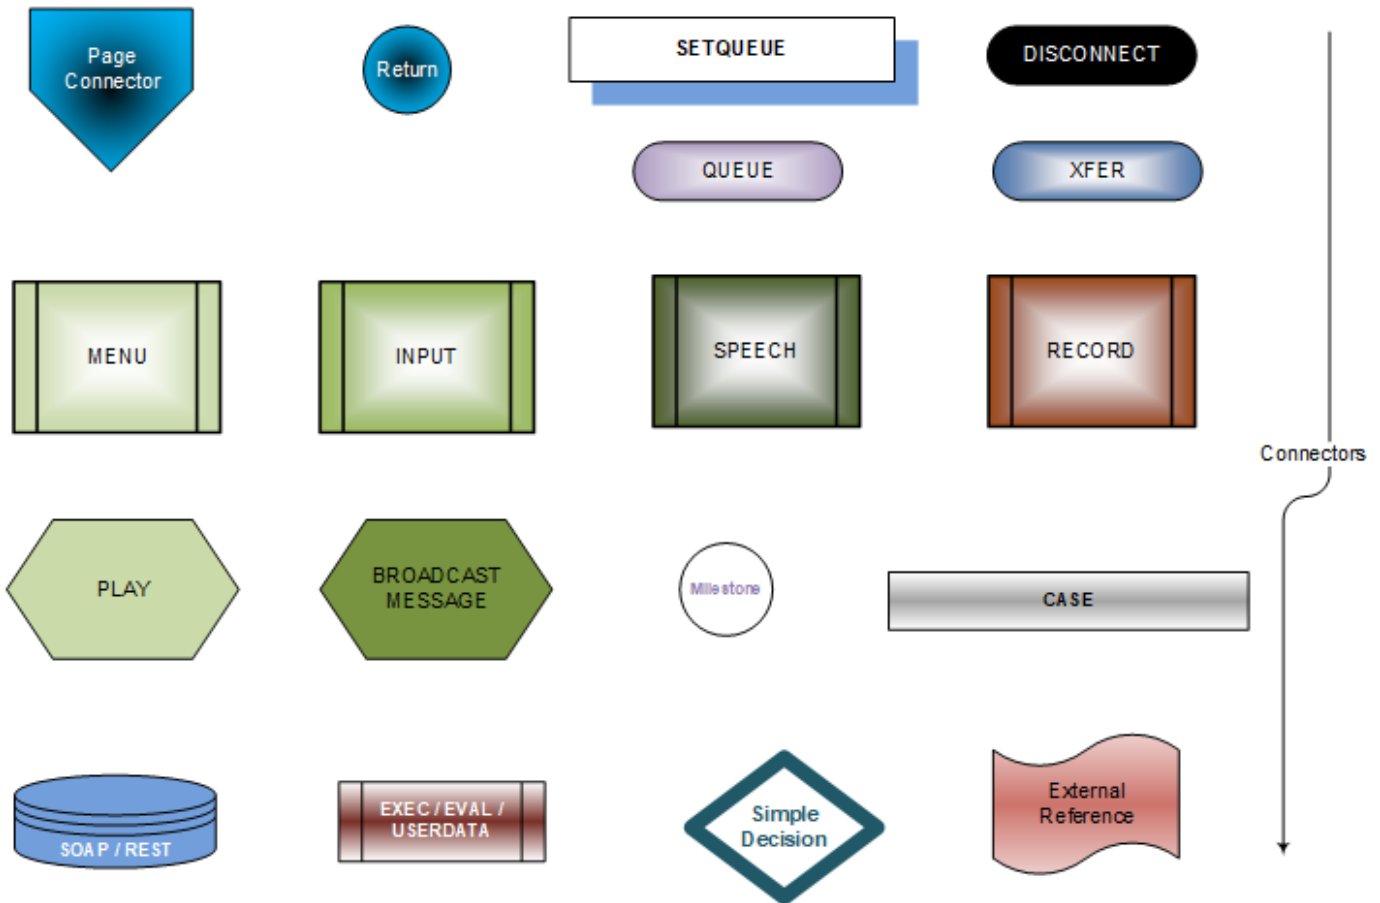 Page
Connector
Return
SETQUEUE
DISCONNECT
QUEUE
XFER
MENU
INPUT
SPEECH
RECORD
Connectors
PLAY
BROADCAST
MESSAGE
Milestone
CASE
SOAP / REST
EXEC / EVAL /
USERDATA
Simple
Decision
External
Reference